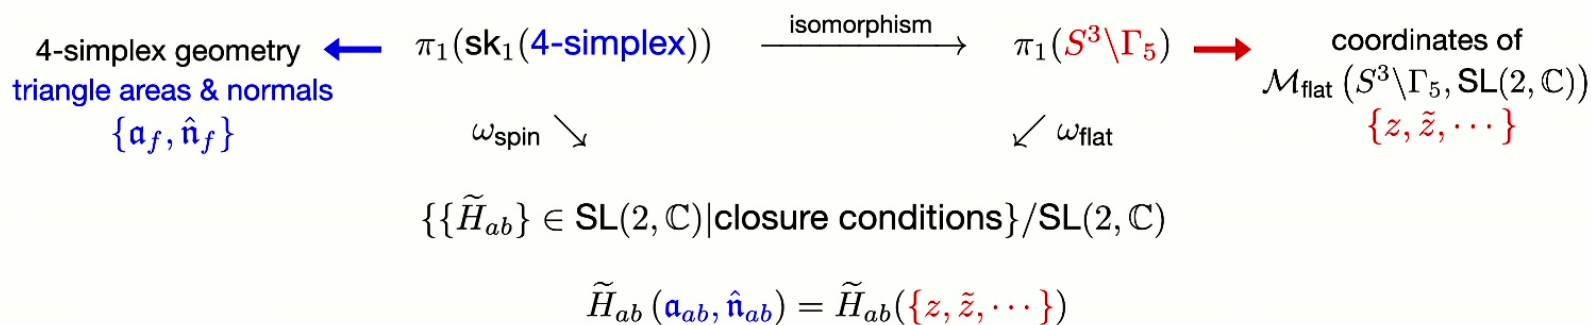 isomorphism
4-simplex geometry ← π₁(sk₁(4-simplex)) ⟶ π₁(S³\Γ₅) → coordinates of
triangle areas & normals
ℳ_flat (S³\Γ₅, SL(2,ℂ))
{𝔞_f, n̂_f} ω_spin ↘ ↙ ω_flat {z, z̃, ⋯}
{{H̃_ab} ∈ SL(2,ℂ)|closure conditions}/SL(2,ℂ)
H̃_ab (𝔞_ab, n̂_ab) = H̃_ab({z, z̃, ⋯})